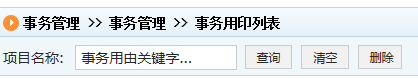 事务管理 >> 事务管理 >> 事务用印列表
项目名称: 事务用由关键字... 查询 清空 删除